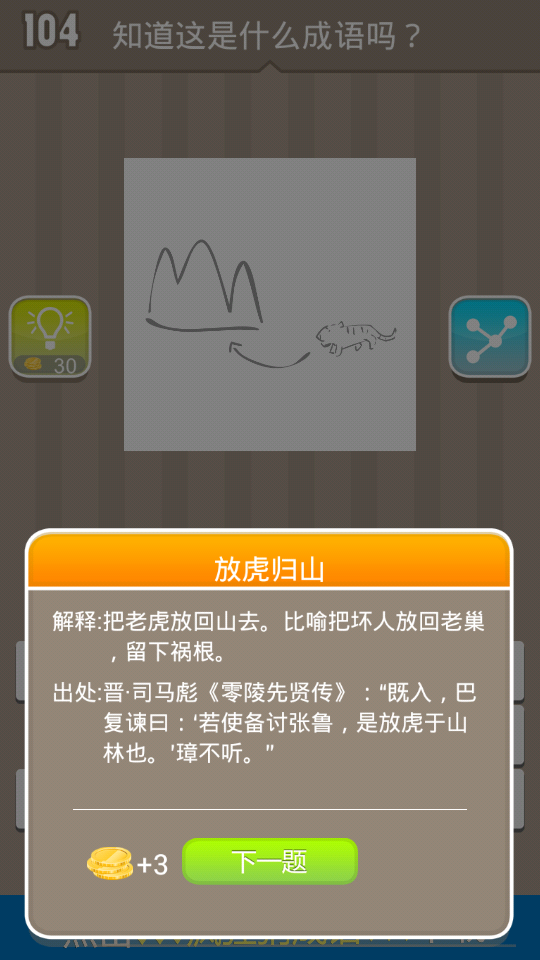 104
知道这是什么成语吗？
30
放虎归山
解释:把老虎放回山去。比喻把坏人放回老巢
，留下祸根。
出处:晋·司马彪《零陵先贤传》：“既入，巴
复谏曰：‘若使备讨张鲁，是放虎于山
林也。’璋不听。”
+3
下一题